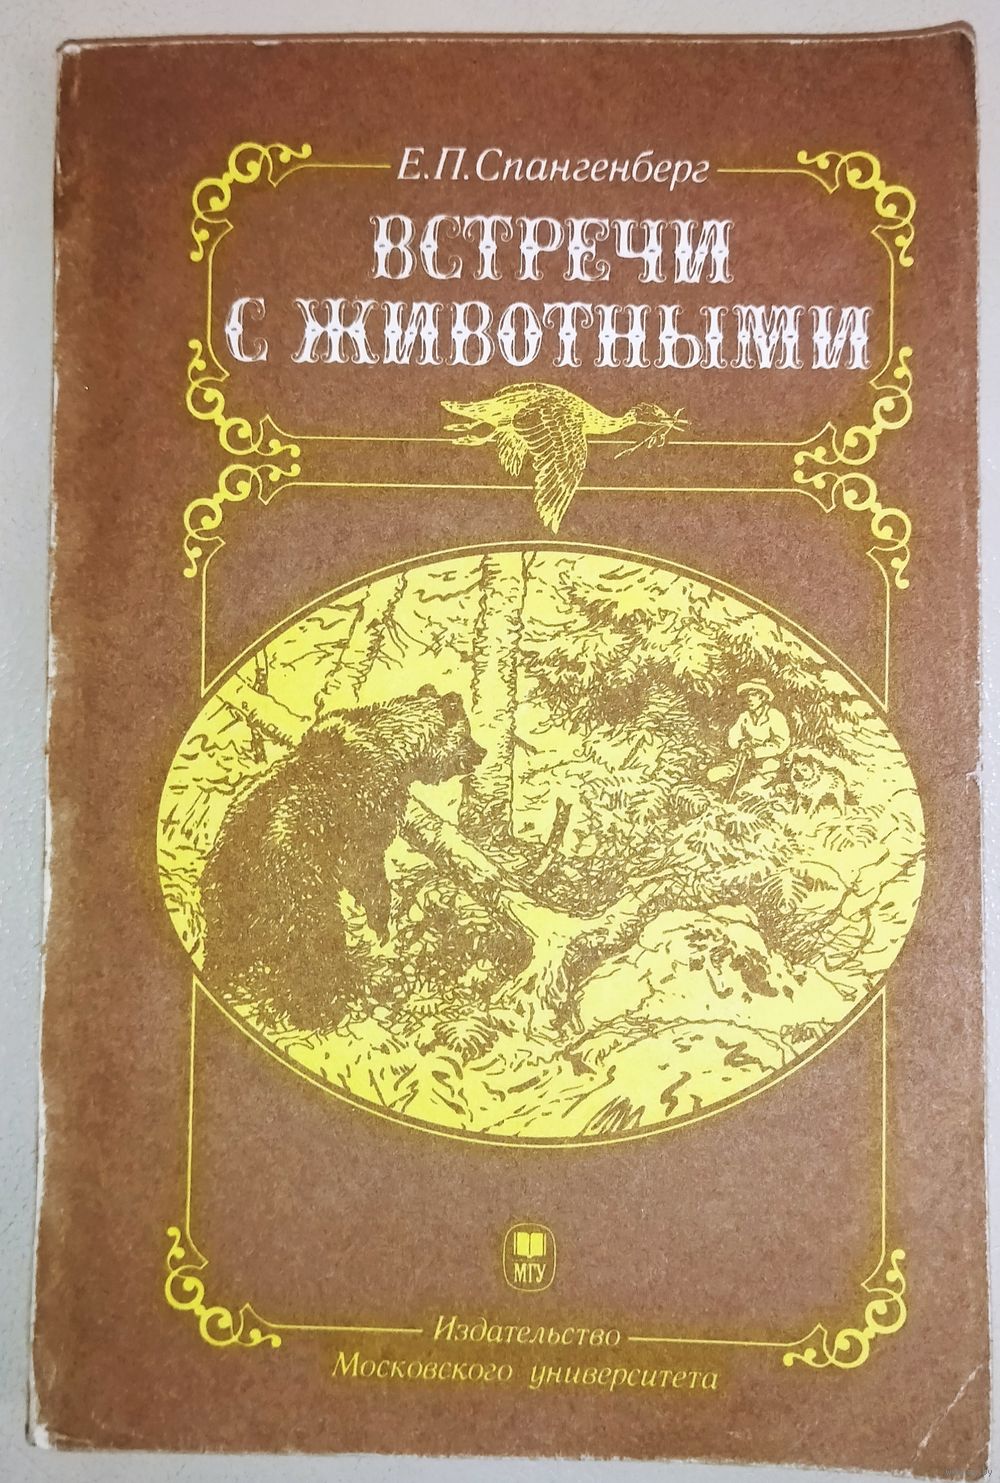 Е.П.Спангенберг
ВСТРЕЧИ
С ЖИВОТНЫМИ
МГУ
Издательство
Московского университета